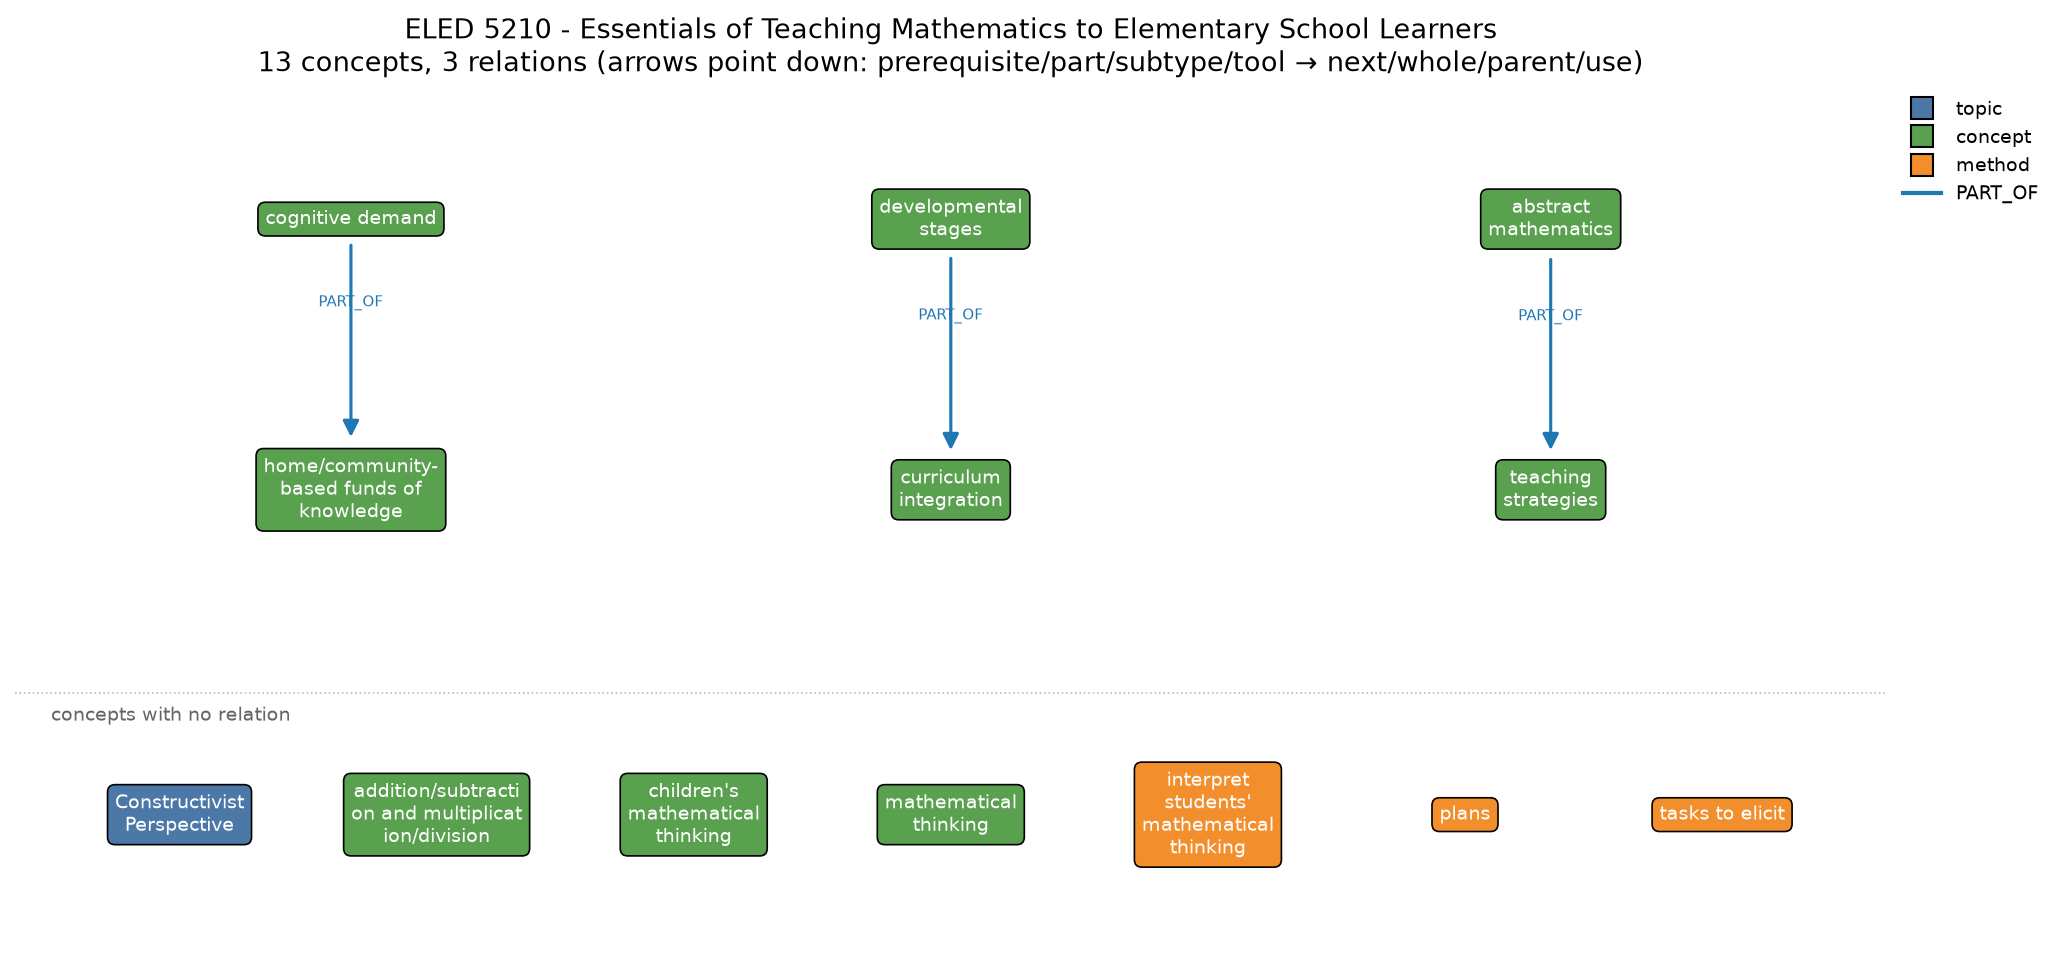 ELED 5210 - Essentials of Teaching Mathematics to Elementary School Learners
13 concepts, 3 relations (arrows point down: prerequisite/part/subtype/tool → next/whole/parent/use)
topic
concept
method
PART_OF
cognitive demand
developmental
stages
abstract
mathematics
PART_OF
PART_OF
PART_OF
home/community-
based funds of
knowledge
curriculum
integration
teaching
strategies
concepts with no relation
Constructivist
Perspective
addition/subtracti
on and multiplicat
ion/division
children's
mathematical
thinking
mathematical
thinking
interpret
students'
mathematical
thinking
plans
tasks to elicit